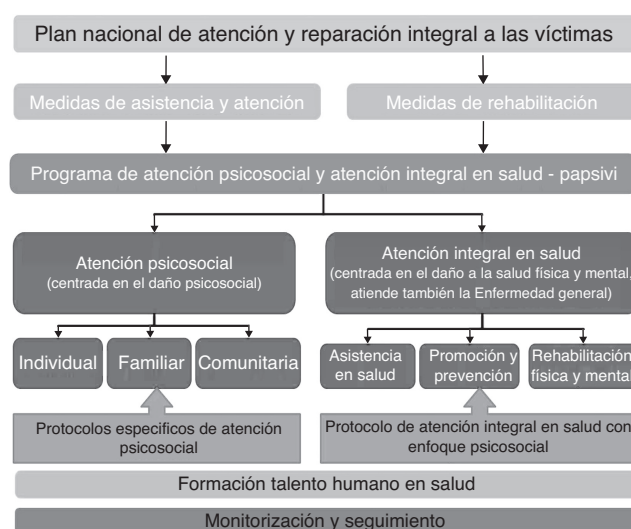 Plan nacional de atención y reparación integral a las víctimas
Medidas de asistencia y atención
Medidas de rehabilitación
Programa de atención psicosocial y atención integral en salud - papsivi
Atención psicosocial
(centrada en el daño psicosocial)
Atención integral en salud
(centrada en el daño a la salud física y mental,
atiende también la Enfermedad general)
Individual
Familiar
Comunitaria
Asistencia
en salud
Promoción y
prevención
Rehabilitación
física y mental
Protocolos especificos de atención
psicosocial
Protocolo de atención integral en salud con
enfoque psicosocial
Formación talento humano en salud
Monitorización y seguimiento